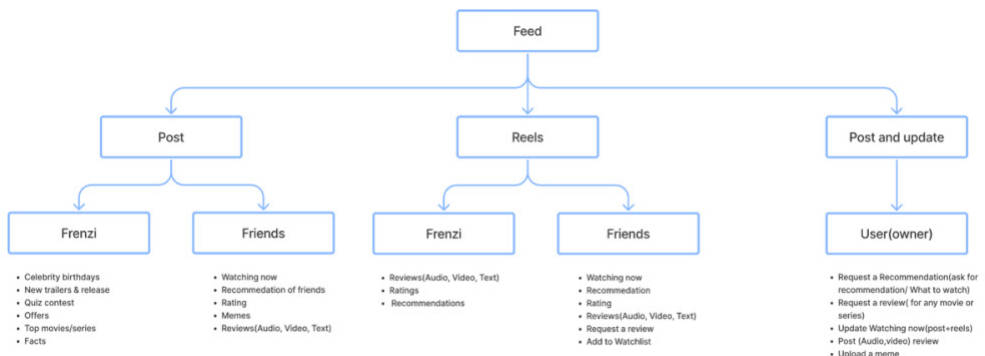 Feed
Post
Reels
Post and update
Frenzi
Friends
Frenzi
Friends
User(owner)
• Celebrity birthdays
• New trailers & release
• Quiz contest
• Offers
• Top movies/series
• Facts
• Watching now
• Recommedation of friends
• Rating
• Memes
• Reviews(Audio, Video, Text)
• Reviews(Audio, Video, Text)
• Ratings
• Recommendations
• Watching now
• Recommedation
• Rating
• Reviews(Audio, Video, Text)
• Request a review
• Add to Watchlist
• Request a Recommendation(ask for
recommendation/ What to watch)
• Request a review( for any movie or
series)
• Update Watching now(post+reels)
• Post (Audio,video) review
• Upload a meme